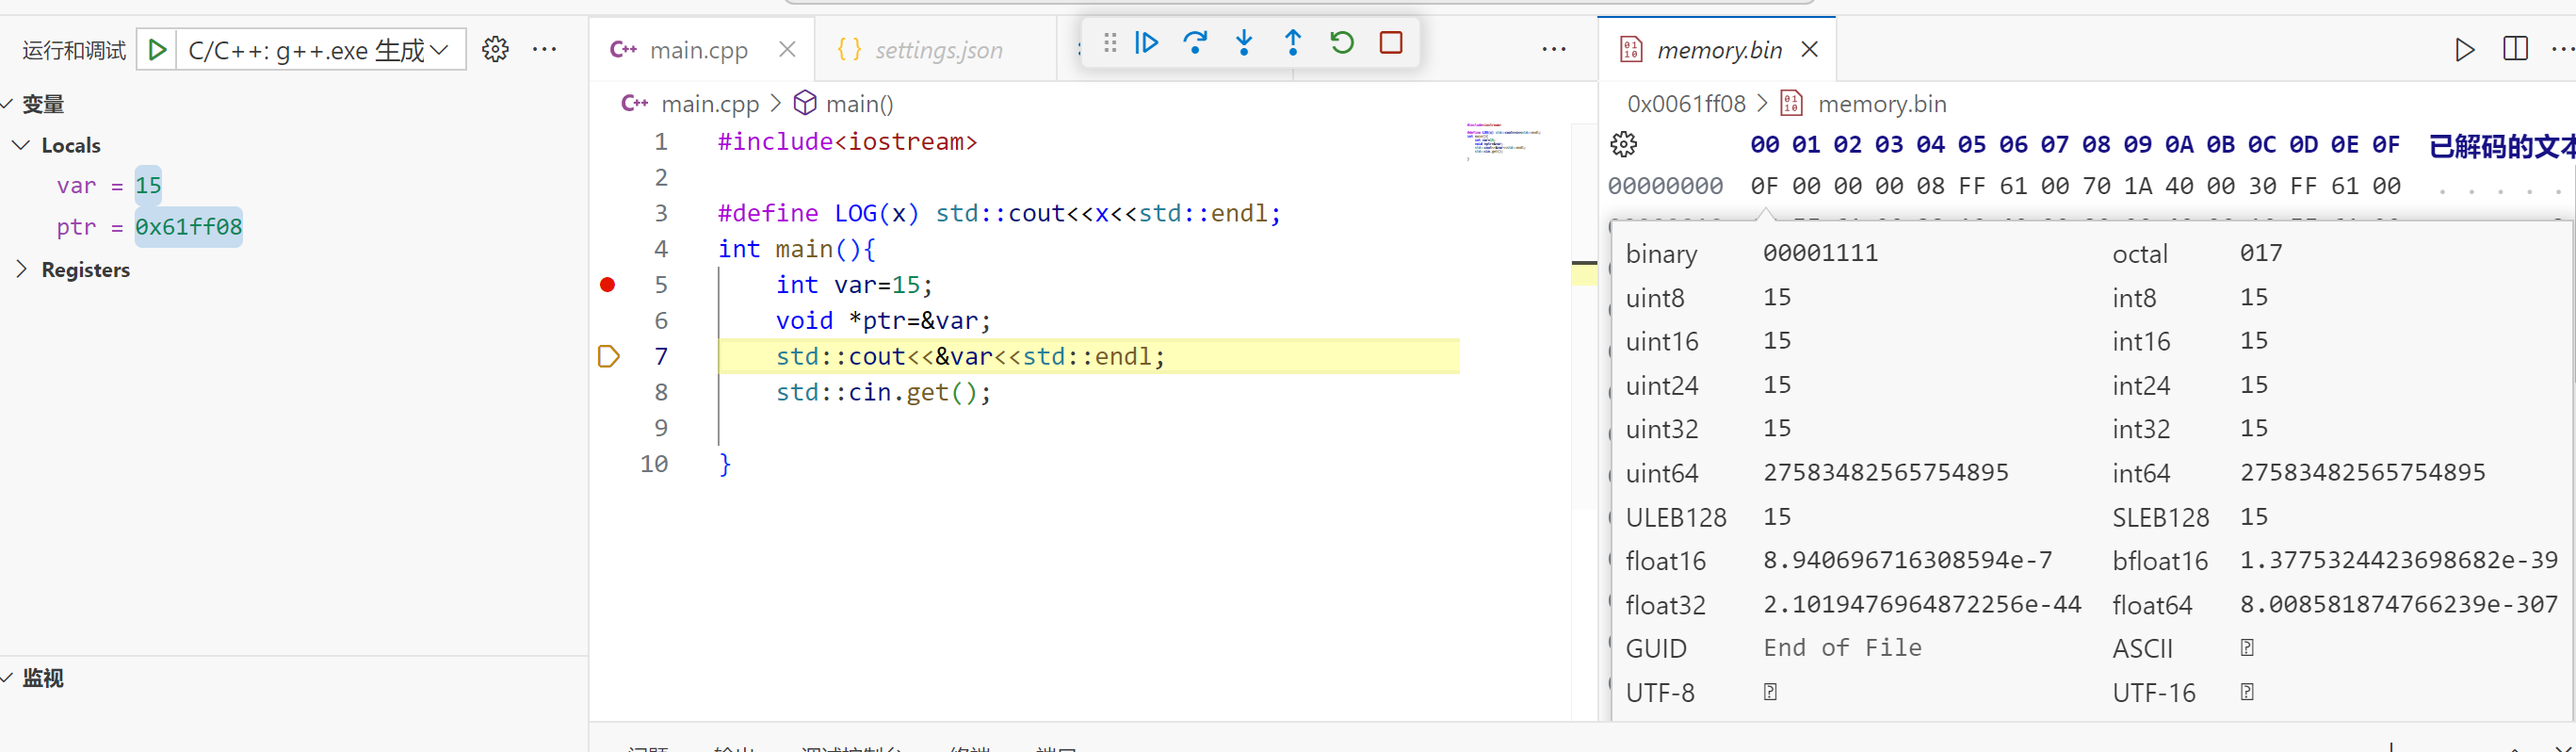 运行和调试 C/C++: g++.exe 生成
变量
Locals
var = 15
ptr = 0x61ff08
Registers
监视
main.cpp settings.json
main.cpp > main()
1 #include<iostream>
2
3 #define LOG(x) std::cout<<x<<std::endl;
4 int main(){
5 int var=15;
6 void *ptr=&var;
7 std::cout<<&var<<std::endl;
8 std::cin.get();
9
10 }
memory.bin
0x0061ff08 > memory.bin
00 01 02 03 04 05 06 07 08 09 0A 0B 0C 0D 0E 0F 已解码的文本
00000000 0F 00 00 00 08 FF 61 00 70 1A 40 00 30 FF 61 00 . . . . .
binary 00001111 octal 017
uint8 15 int8 15
uint16 15 int16 15
uint24 15 int24 15
uint32 15 int32 15
uint64 27583482565754895 int64 27583482565754895
ULEB128 15 SLEB128 15
float16 8.940696716308594e-7 bfloat16 1.3775324423698682e-39
float32 2.1019476964872256e-44 float64 8.008581874766239e-307
GUID End of File ASCII
UTF-8 UTF-16